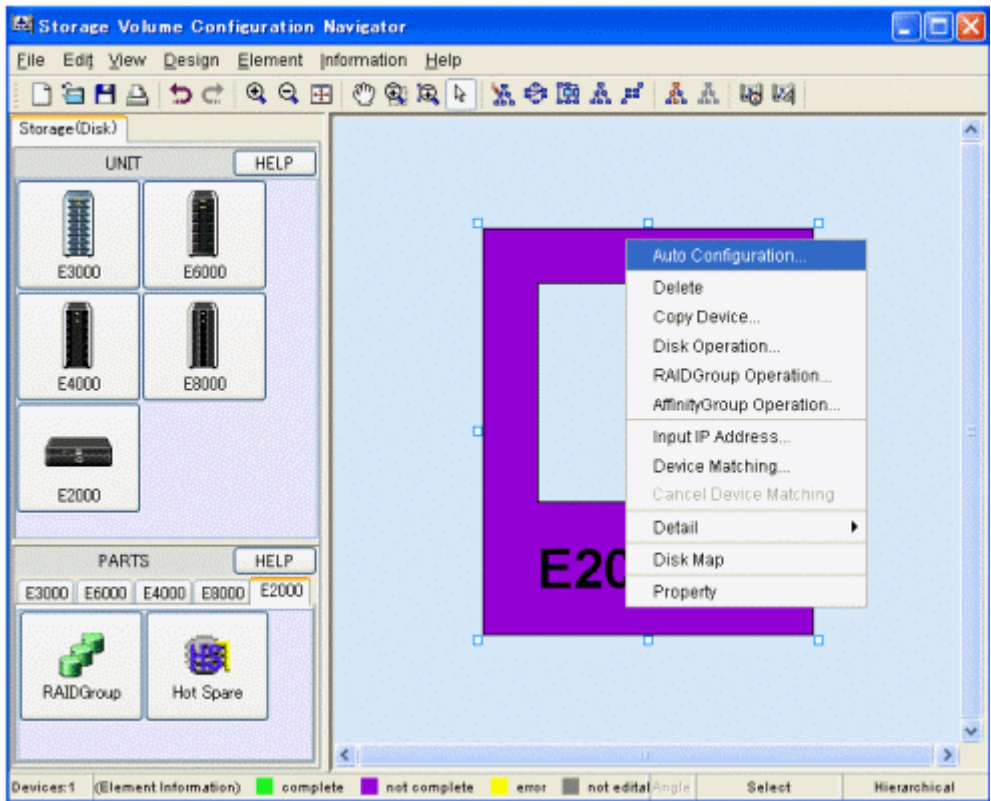 Storage Volume Configuration Navigator
File Edit View Design Element Information Help
Storage(Disk)
UNIT HELP
E3000 E6000
E4000 E8000
E2000
PARTS HELP
E3000 E6000 E4000 E8000 E2000
HS
RAIDGroup Hot Spare
Auto Configuration...
Delete
Copy Device...
Disk Operation...
RAIDGroup Operation...
AffinityGroup Operation...
Input IP Address...
Device Matching...
Cancel Device Matching
Detail
Disk Map
Property
E20
Devices:1 (Element Information) complete not complete error not edital Angle Select Hierarchical